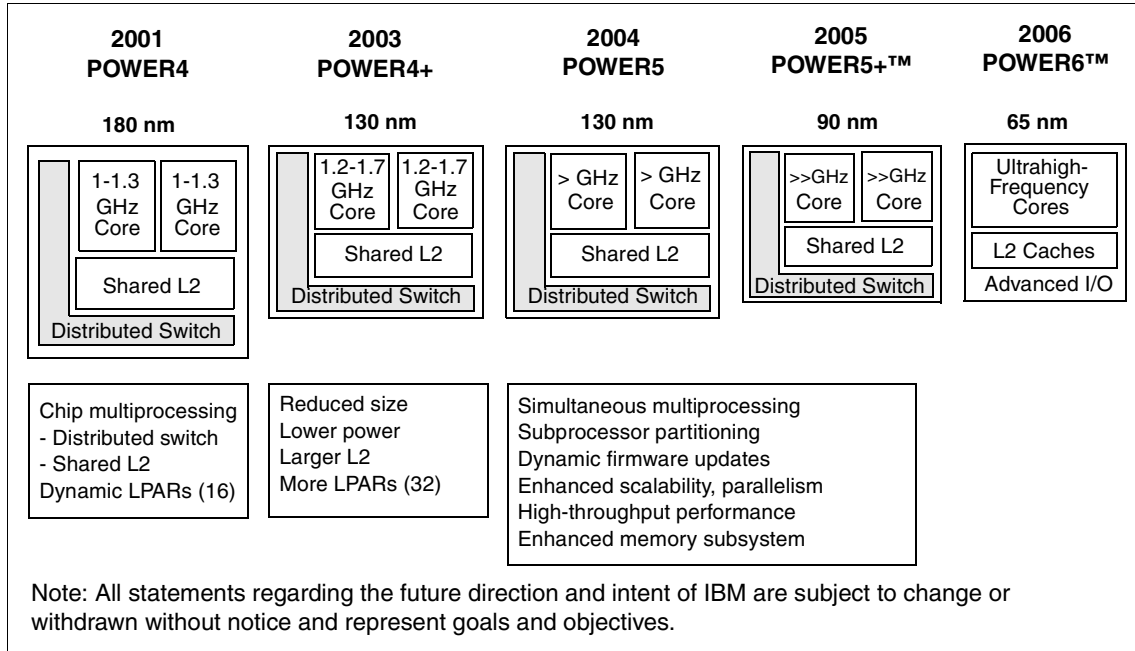 2001
POWER4
180 nm
1-1.3
GHz
Core
1-1.3
GHz
Core
Shared L2
Distributed Switch
Chip multiprocessing
- Distributed switch
- Shared L2
Dynamic LPARs (16)
2003
POWER4+
130 nm
1.2-1.7
GHz
Core
1.2-1.7
GHz
Core
Shared L2
Distributed Switch
Reduced size
Lower power
Larger L2
More LPARs (32)
2004
POWER5
130 nm
> GHz
Core
> GHz
Core
Shared L2
Distributed Switch
2005
POWER5+™
90 nm
>>GHz
Core
>>GHz
Core
Shared L2
Distributed Switch
Simultaneous multiprocessing
Subprocessor partitioning
Dynamic firmware updates
Enhanced scalability, parallelism
High-throughput performance
Enhanced memory subsystem
2006
POWER6™
65 nm
Ultrahigh-
Frequency
Cores
L2 Caches
Advanced I/O
Note: All statements regarding the future direction and intent of IBM are subject to change or
withdrawn without notice and represent goals and objectives.